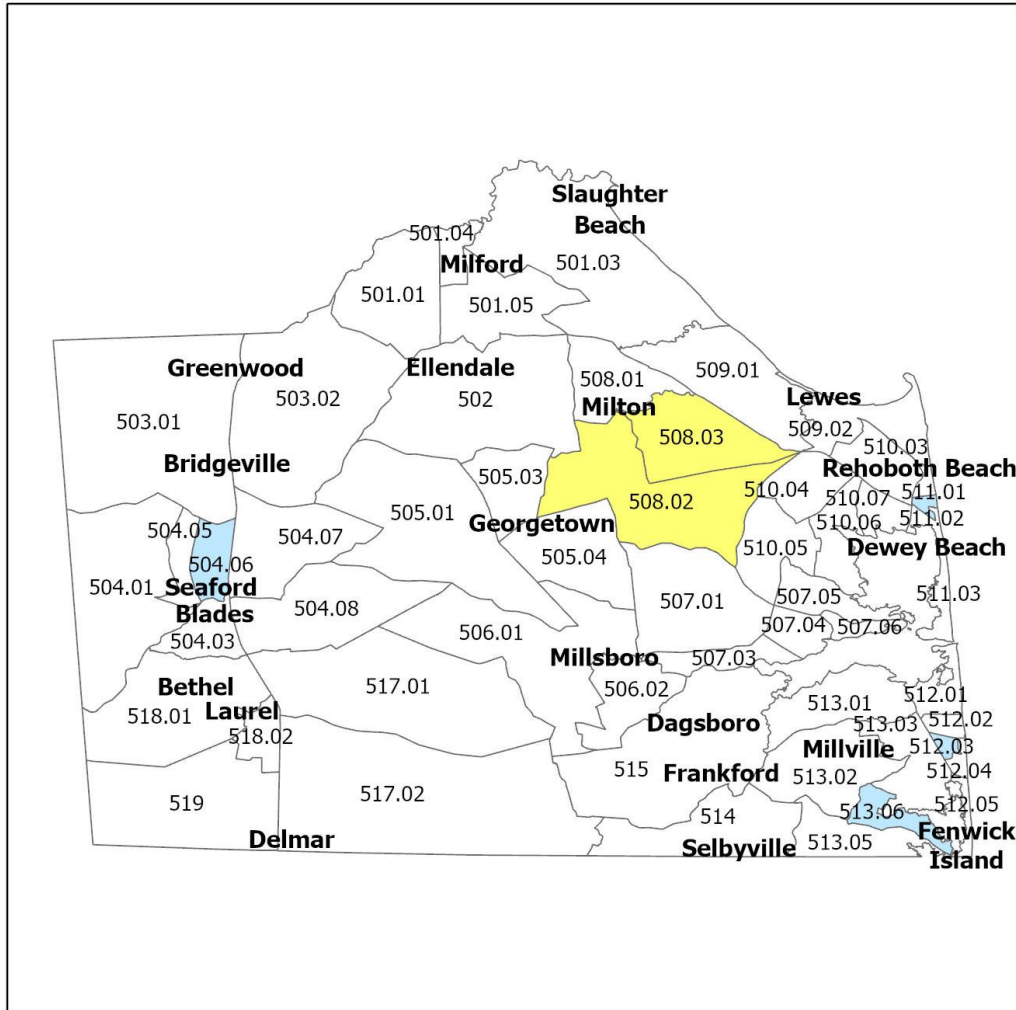 Slaughter
Beach
501.04
Milford
501.03
501.01
501.05
Greenwood
Ellendale
508.01
509.01
503.02
502
Milton
Lewes
503.01
509.02
508.03
510.03
Bridgeville
Rehoboth Beach
505.03
510.04
510.07
511.01
508.02
505.01
Georgetown
504.05
504.07
510.06
511.02
505.04
510.05
Dewey Beach
504.06
504.01
Seaford
Blades
504.08
507.01
507.05
511.03
504.03
506.01
507.04
507.06
Millsboro
507.03
Bethel
517.01
506.02
518.01
Laurel
Dagsboro
513.01
512.01
518.02
513.03
512.02
Millville
512.03
515
Frankford
513.02
512.04
519
517.02
514
513.06
512.05
Delmar
Selbyville
513.05
Fenwick
Island